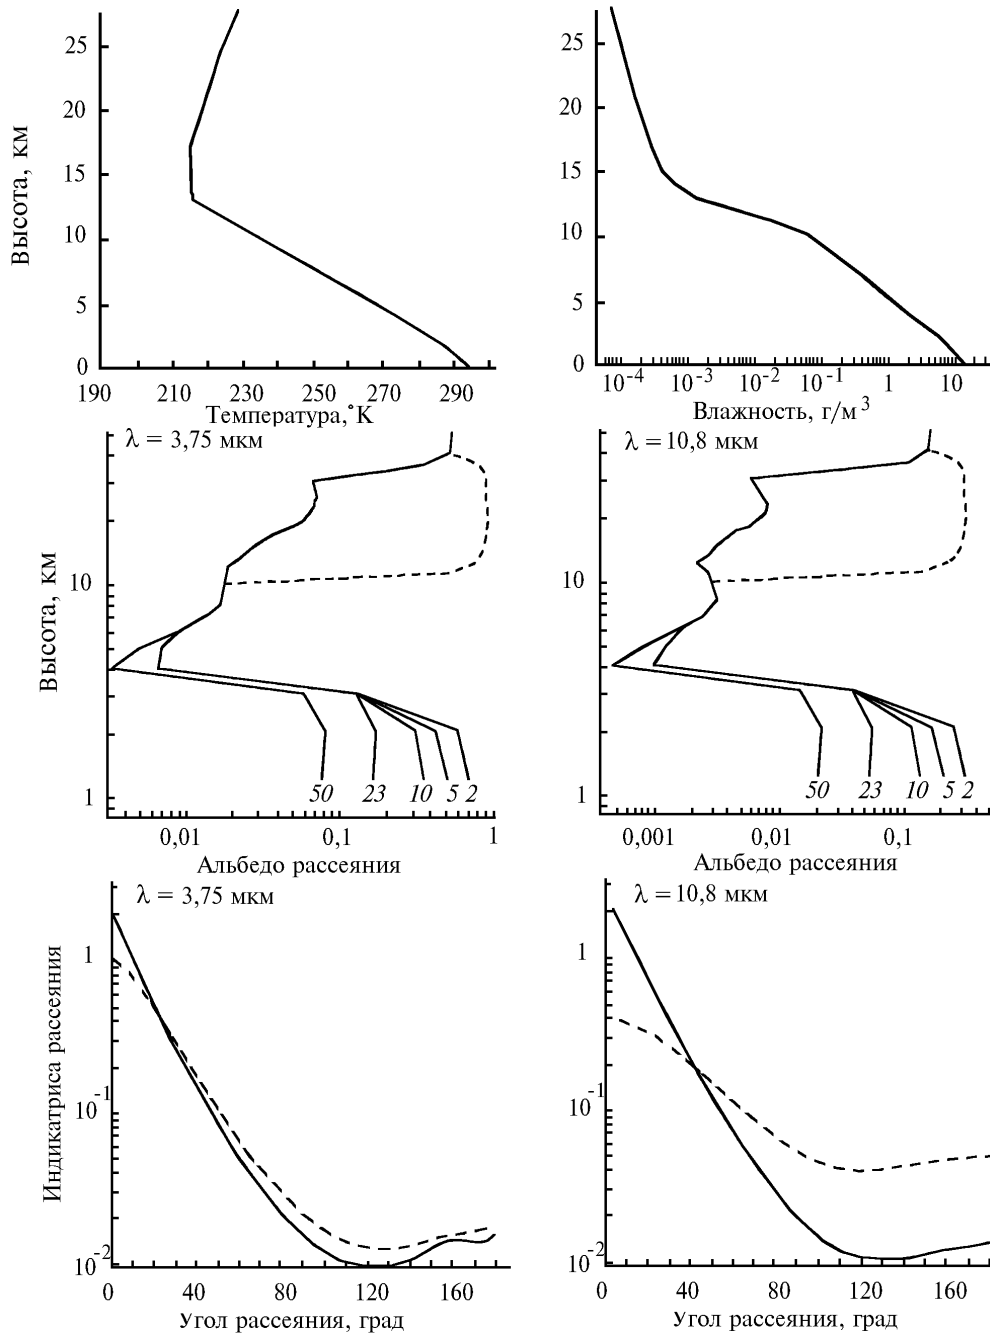 25
20
15
10
5
0
Высота, км
190 210 230 250 270 290
Температура,°К
25
20
15
10
5
0
10-4 10-3 10-2 10-1 1 10
Влажность, г/м3
λ = 3,75 мкм
Высота, км
10
1
50 23 10 5 2
0,01 0,1 1
Альбедо рассеяния
λ = 10,8 мкм
10
1
50 23 10 5 2
0,001 0,01 0,1
Альбедо рассеяния
λ = 3,75 мкм
Индикатриса рассеяния
1
10-1
10-2
0 40 80 120 160
Угол рассеяния, град
λ = 10,8 мкм
1
10-1
10-2
0 40 80 120 160
Угол рассеяния, град